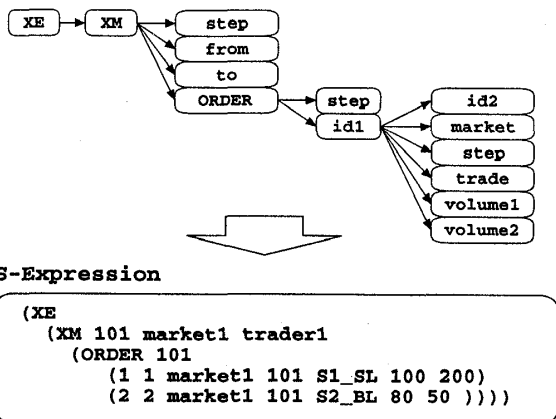 XE XM step
from
to
ORDER step id2
id1 market
step
trade
volume1
volume2
S-Expression
(XE
(XM 101 market1 trader1
(ORDER 101
(1 1 market1 101 S1_SL 100 200)
(2 2 market1 101 S2_BL 80 50 ))))